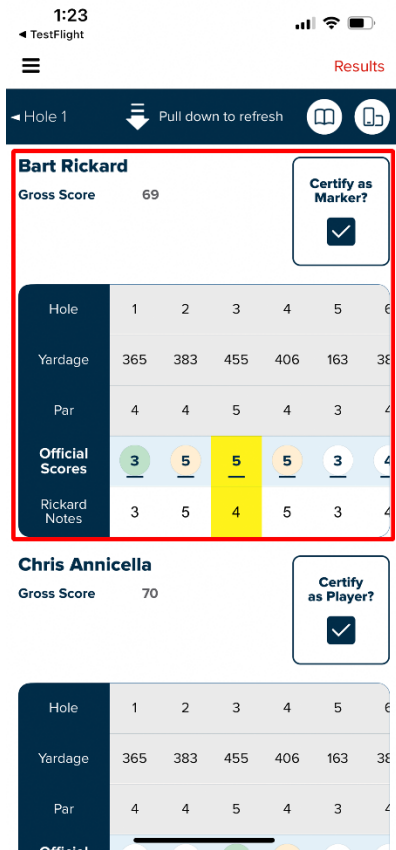 1:23
◄ TestFlight
Results
◄ Hole 1
Pull down to refresh
Bart Rickard
Gross Score 69
Certify as
Marker?
Hole 1 2 3 4 5 6
Yardage 365 383 455 406 163
Par 4 4 5 4 3 4
Official
Scores
3 5 5 5 3 4
Rickard
Notes
3 5 4 5 3 4
Chris Annicella
Gross Score 70
Certify
as Player?
Hole 1 2 3 4 5 6
Yardage 365 383 455 406 163
Par 4 4 5 4 3 4
Official